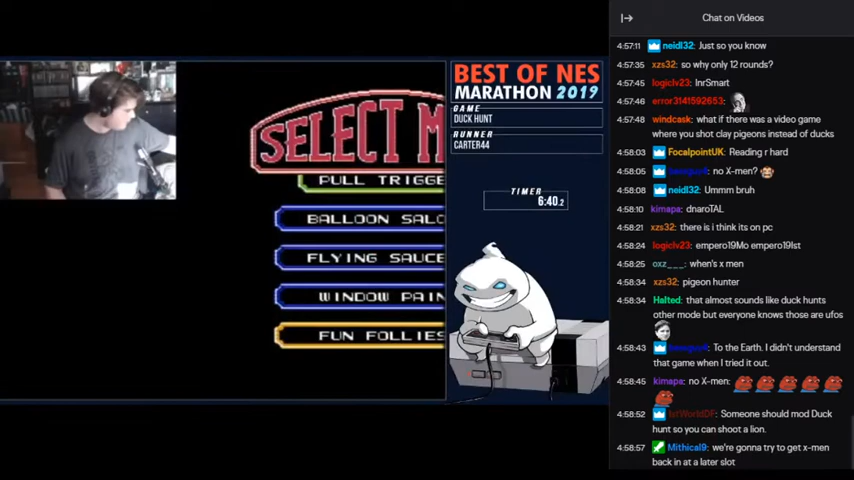 SELECT M
PULL TRIGGE
BALLOON SALO
FLYING SAUCE
WINDOW PAIN
FUN FOLLIES
BEST OF NES
MARATHON 2019
GAME
DUCK HUNT
RUNNER
CARTER44
TIMER
6:40.2
Chat on Videos
4:57:11 neidl32: Just so you know
4:57:35 xzs32: so why only 12 rounds?
4:57:45 logiclv23: lnrSmart
4:57:46 error3141592653:
4:57:48 windcask: what if there was a video game
where you shot clay pigeons instead of ducks
4:58:03 FocalpointUK: Reading r hard
4:58:05 no X-men?
4:58:08 neidl32: Ummm bruh
4:58:10 kimapa: dnaroTAL
4:58:21 xzs32: there is i think its on pc
4:58:24 logiclv23: empero19Mo empero19Ist
4:58:25 oxz___: when's x men
4:58:34 xzs32: pigeon hunter
4:58:34 Halted: that almost sounds like duck hunts
other mode but everyone knows those are ufos
4:58:43 To the Earth. I didn't understand
that game when I tried it out.
4:58:45 kimapa: no X-men:
4:58:52 1stWorldDF: Someone should mod Duck
hunt so you can shoot a lion.
4:58:57 Mithical9: we're gonna try to get x-men
back in at a later slot